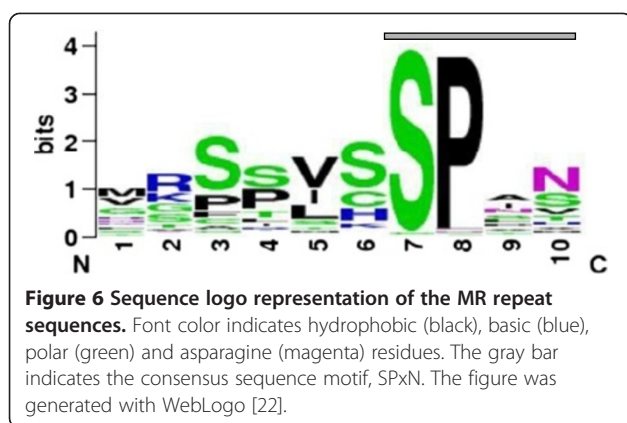 4
3
2
1
0
bits
M R S S V S S P A N
V K P P I C S
G L H V
S K
1 2 3 4 5 6 7 8 9 10
N C
Figure 6 Sequence logo representation of the MR repeat
sequences. Font color indicates hydrophobic (black), basic (blue),
polar (green) and asparagine (magenta) residues. The gray bar
indicates the consensus sequence motif, SPxN. The figure was
generated with WebLogo [22].